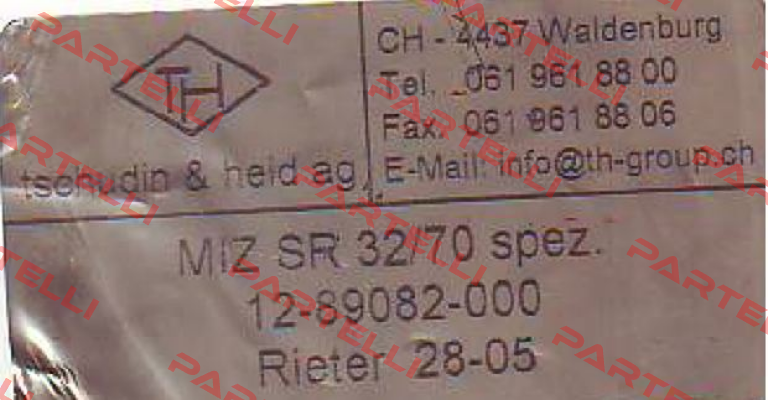 TH
tschudin & heid ag
CH - 4437 Waldenburg
Tel. 061 961 88 00
Fax. 061 961 88 06
E-Mail: info@th-group.ch
MIZ SR 32/70 spez.
12-89082-000
Rieter 28-05
PARTELLI